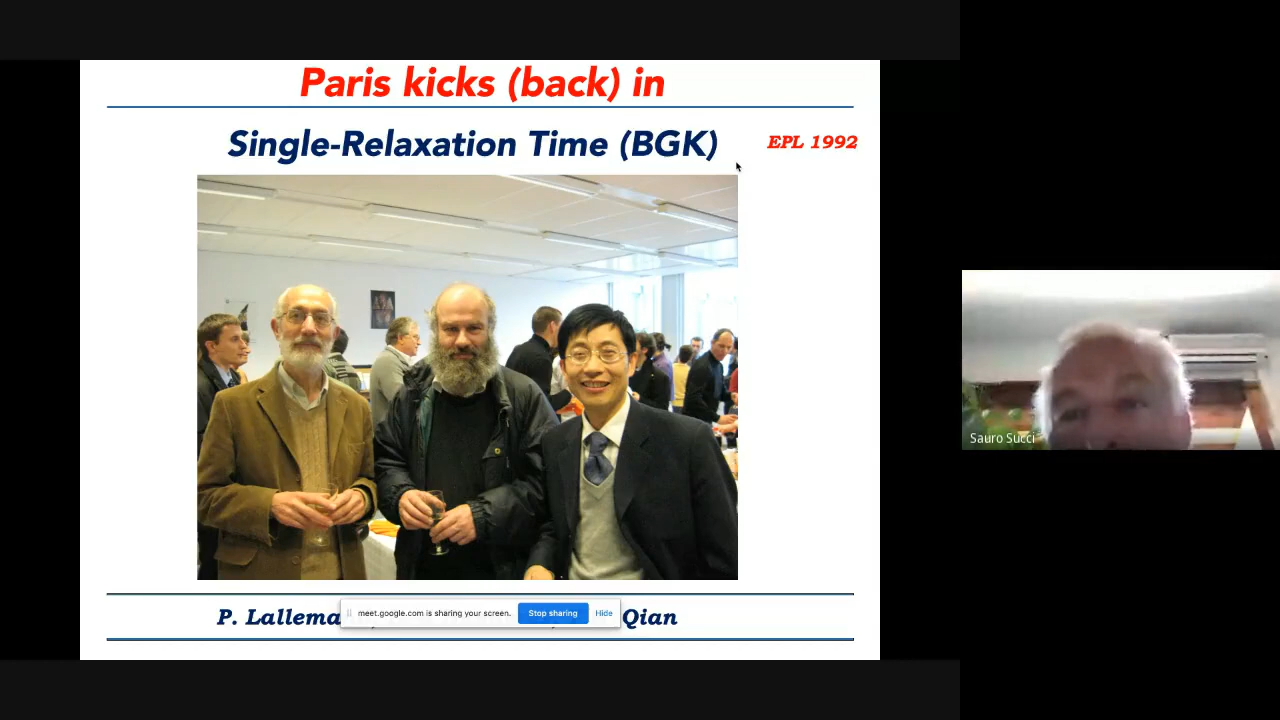 Paris kicks (back) in
Single-Relaxation Time (BGK)
EPL 1992
P. Lallema Qian
meet.google.com is sharing your screen.
Stop sharing
Hide
Sauro Succi